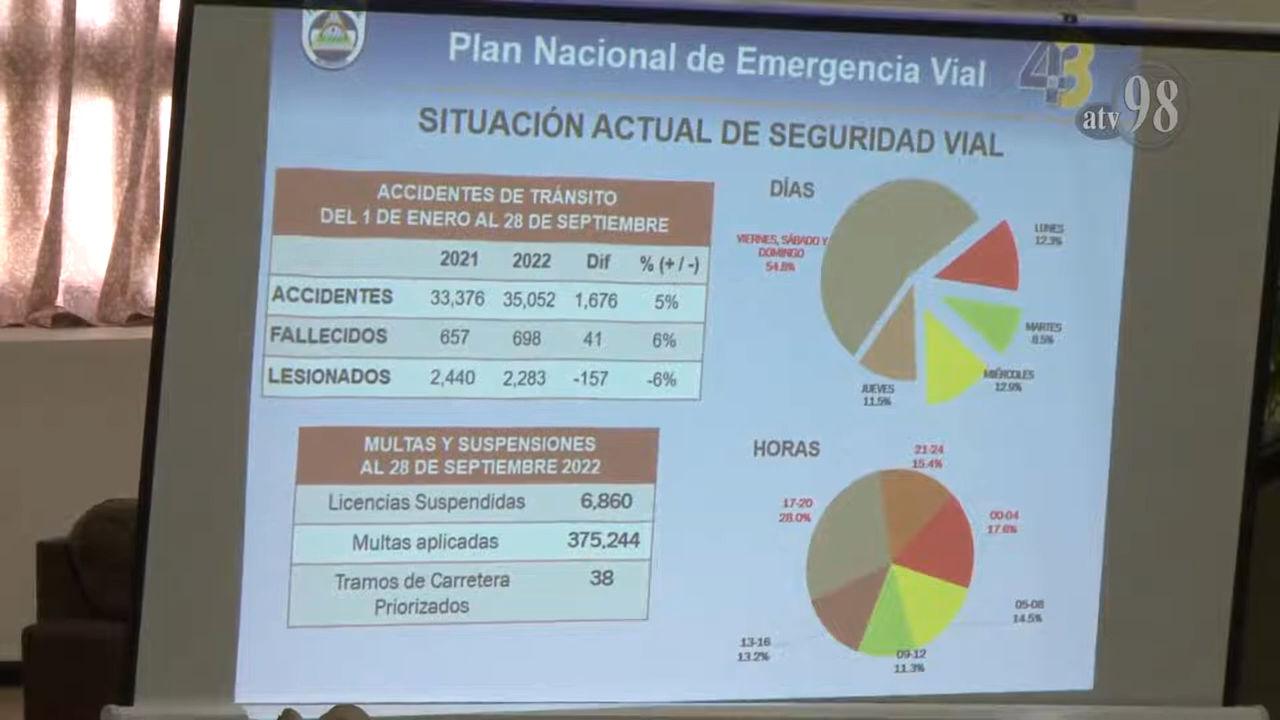 Plan Nacional de Emergencia Vial
43
atv 98
SITUACIÓN ACTUAL DE SEGURIDAD VIAL
ACCIDENTES DE TRÁNSITO
DEL 1 DE ENERO AL 28 DE SEPTIEMBRE
2021 2022 Dif % (+ / -)
ACCIDENTES 33,376 35,052 1,676 5%
FALLECIDOS 657 698 41 6%
LESIONADOS 2,440 2,283 -157 -6%
DÍAS
VIERNES, SÁBADO Y
DOMINGO
54.8%
LUNES
12.3%
MARTES
8.5%
MIÉRCOLES
12.9%
JUEVES
11.5%
MULTAS Y SUSPENSIONES
AL 28 DE SEPTIEMBRE 2022
Licencias Suspendidas 6,860
Multas aplicadas 375,244
Tramos de Carretera 38
Priorizados
HORAS
21-24
15.4%
17-20
28.0%
00-04
17.6%
05-08
14.5%
13-16
13.2%
09-12
11.3%